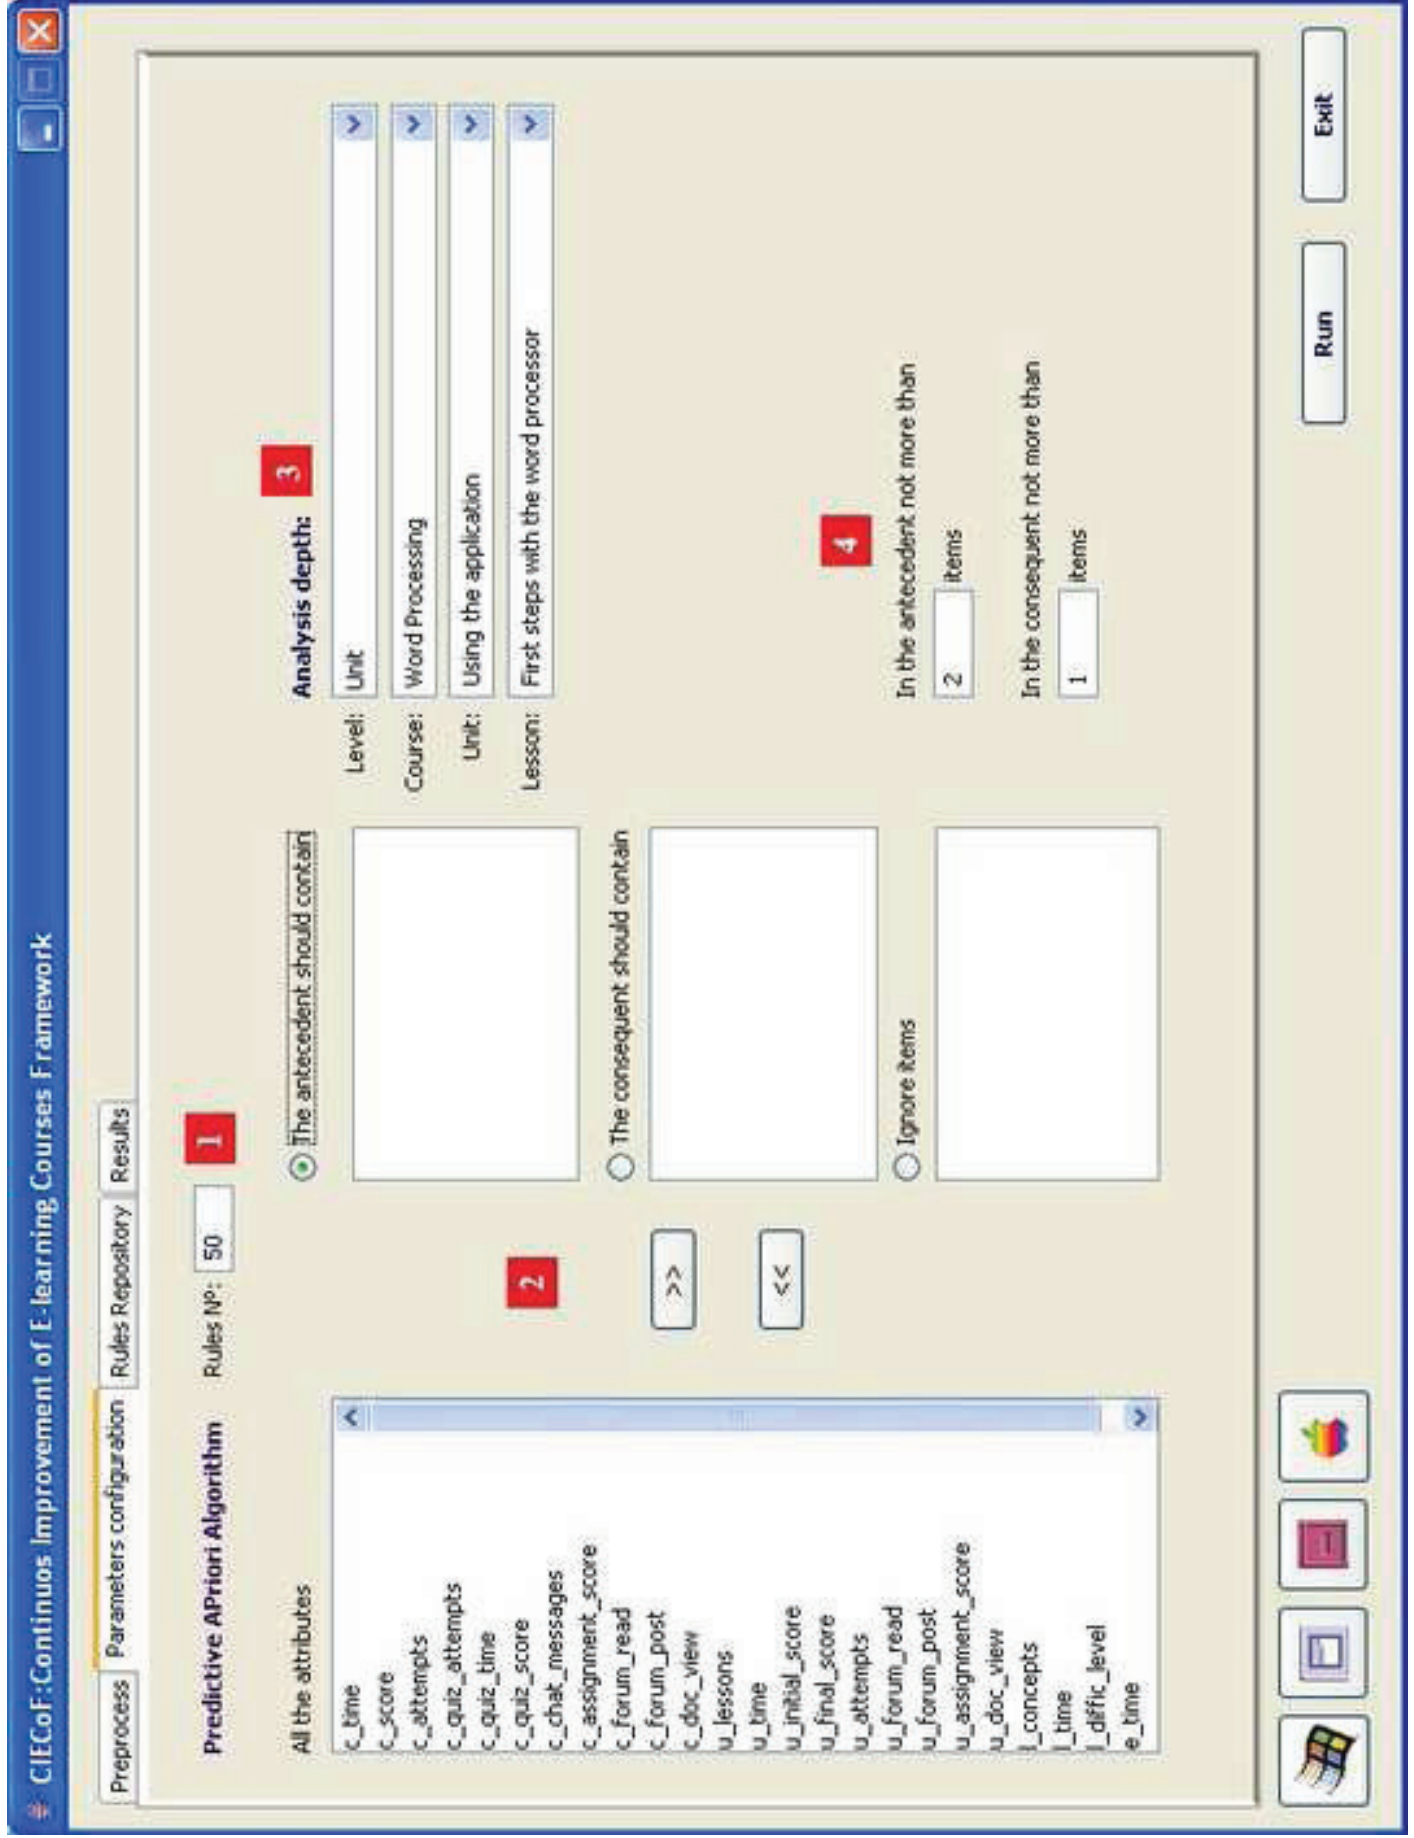 CIECoF:Continuos Improvement of E-learning Courses Framework
Preprocess
Parameters configuration
Rules Repository
Results
Predictive APriori Algorithm
Rules Nº: 50
1
All the attributes
c_time
c_score
c_attempts
c_quiz_attempts
c_quiz_time
c_quiz_score
c_chat_messages
c_assignment_score
c_forum_read
c_forum_post
c_doc_view
u_lessons
u_time
u_initial_score
u_final_score
u_attempts
u_forum_read
u_forum_post
u_assignment_score
u_doc_view
l_concepts
l_time
l_diffic_level
e_time
2
>>
<<
The antecedent should contain
The consequent should contain
Ignore items
Analysis depth:
3
Level: Unit
Course: Word Processing
Unit: Using the application
Lesson: First steps with the word processor
4
In the antecedent not more than
2 items
In the consequent not more than
1 items
Run
Exit